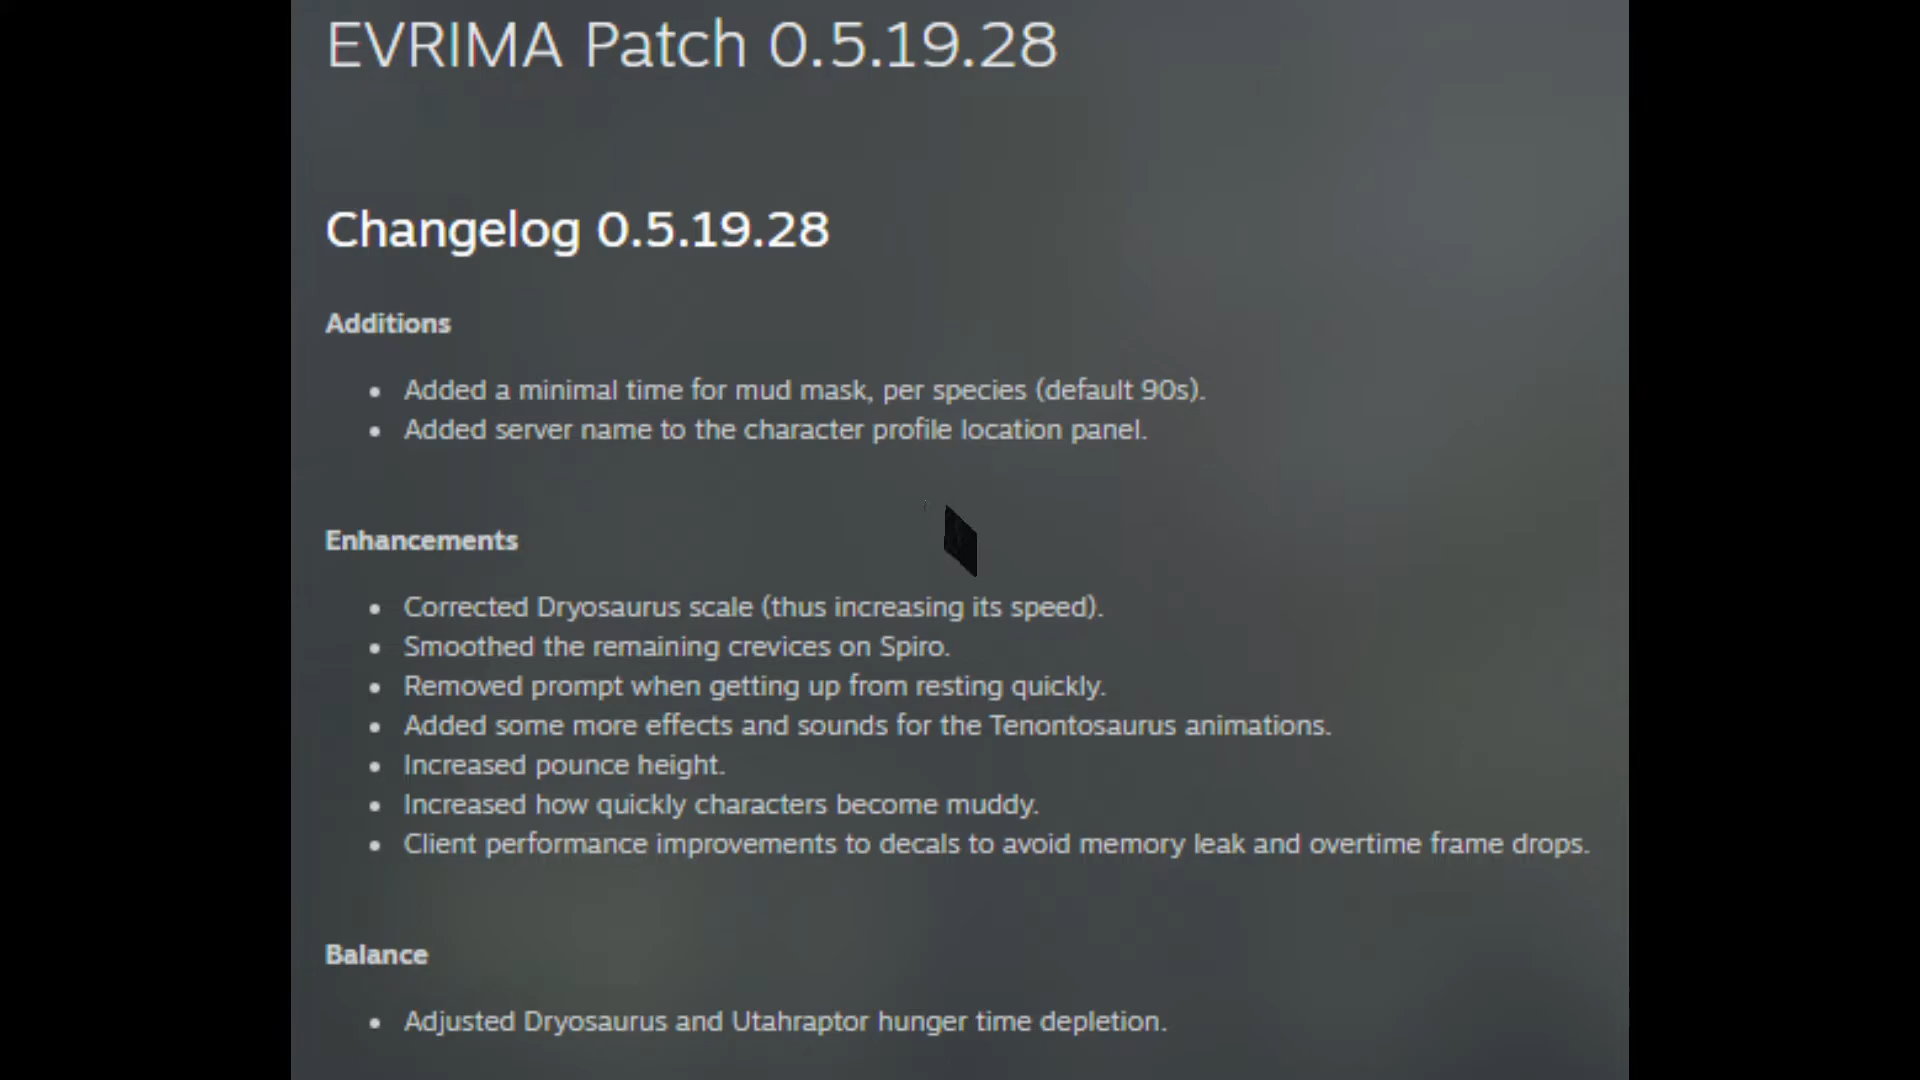 EVRIMA Patch 0.5.19.28
Changelog 0.5.19.28
Additions
• Added a minimal time for mud mask, per species (default 90s).
• Added server name to the character profile location panel.
Enhancements
• Corrected Dryosaurus scale (thus increasing its speed).
• Smoothed the remaining crevices on Spiro.
• Removed prompt when getting up from resting quickly.
• Added some more effects and sounds for the Tenontosaurus animations.
• Increased pounce height.
• Increased how quickly characters become muddy.
• Client performance improvements to decals to avoid memory leak and overtime frame drops.
Balance
• Adjusted Dryosaurus and Utahraptor hunger time depletion.